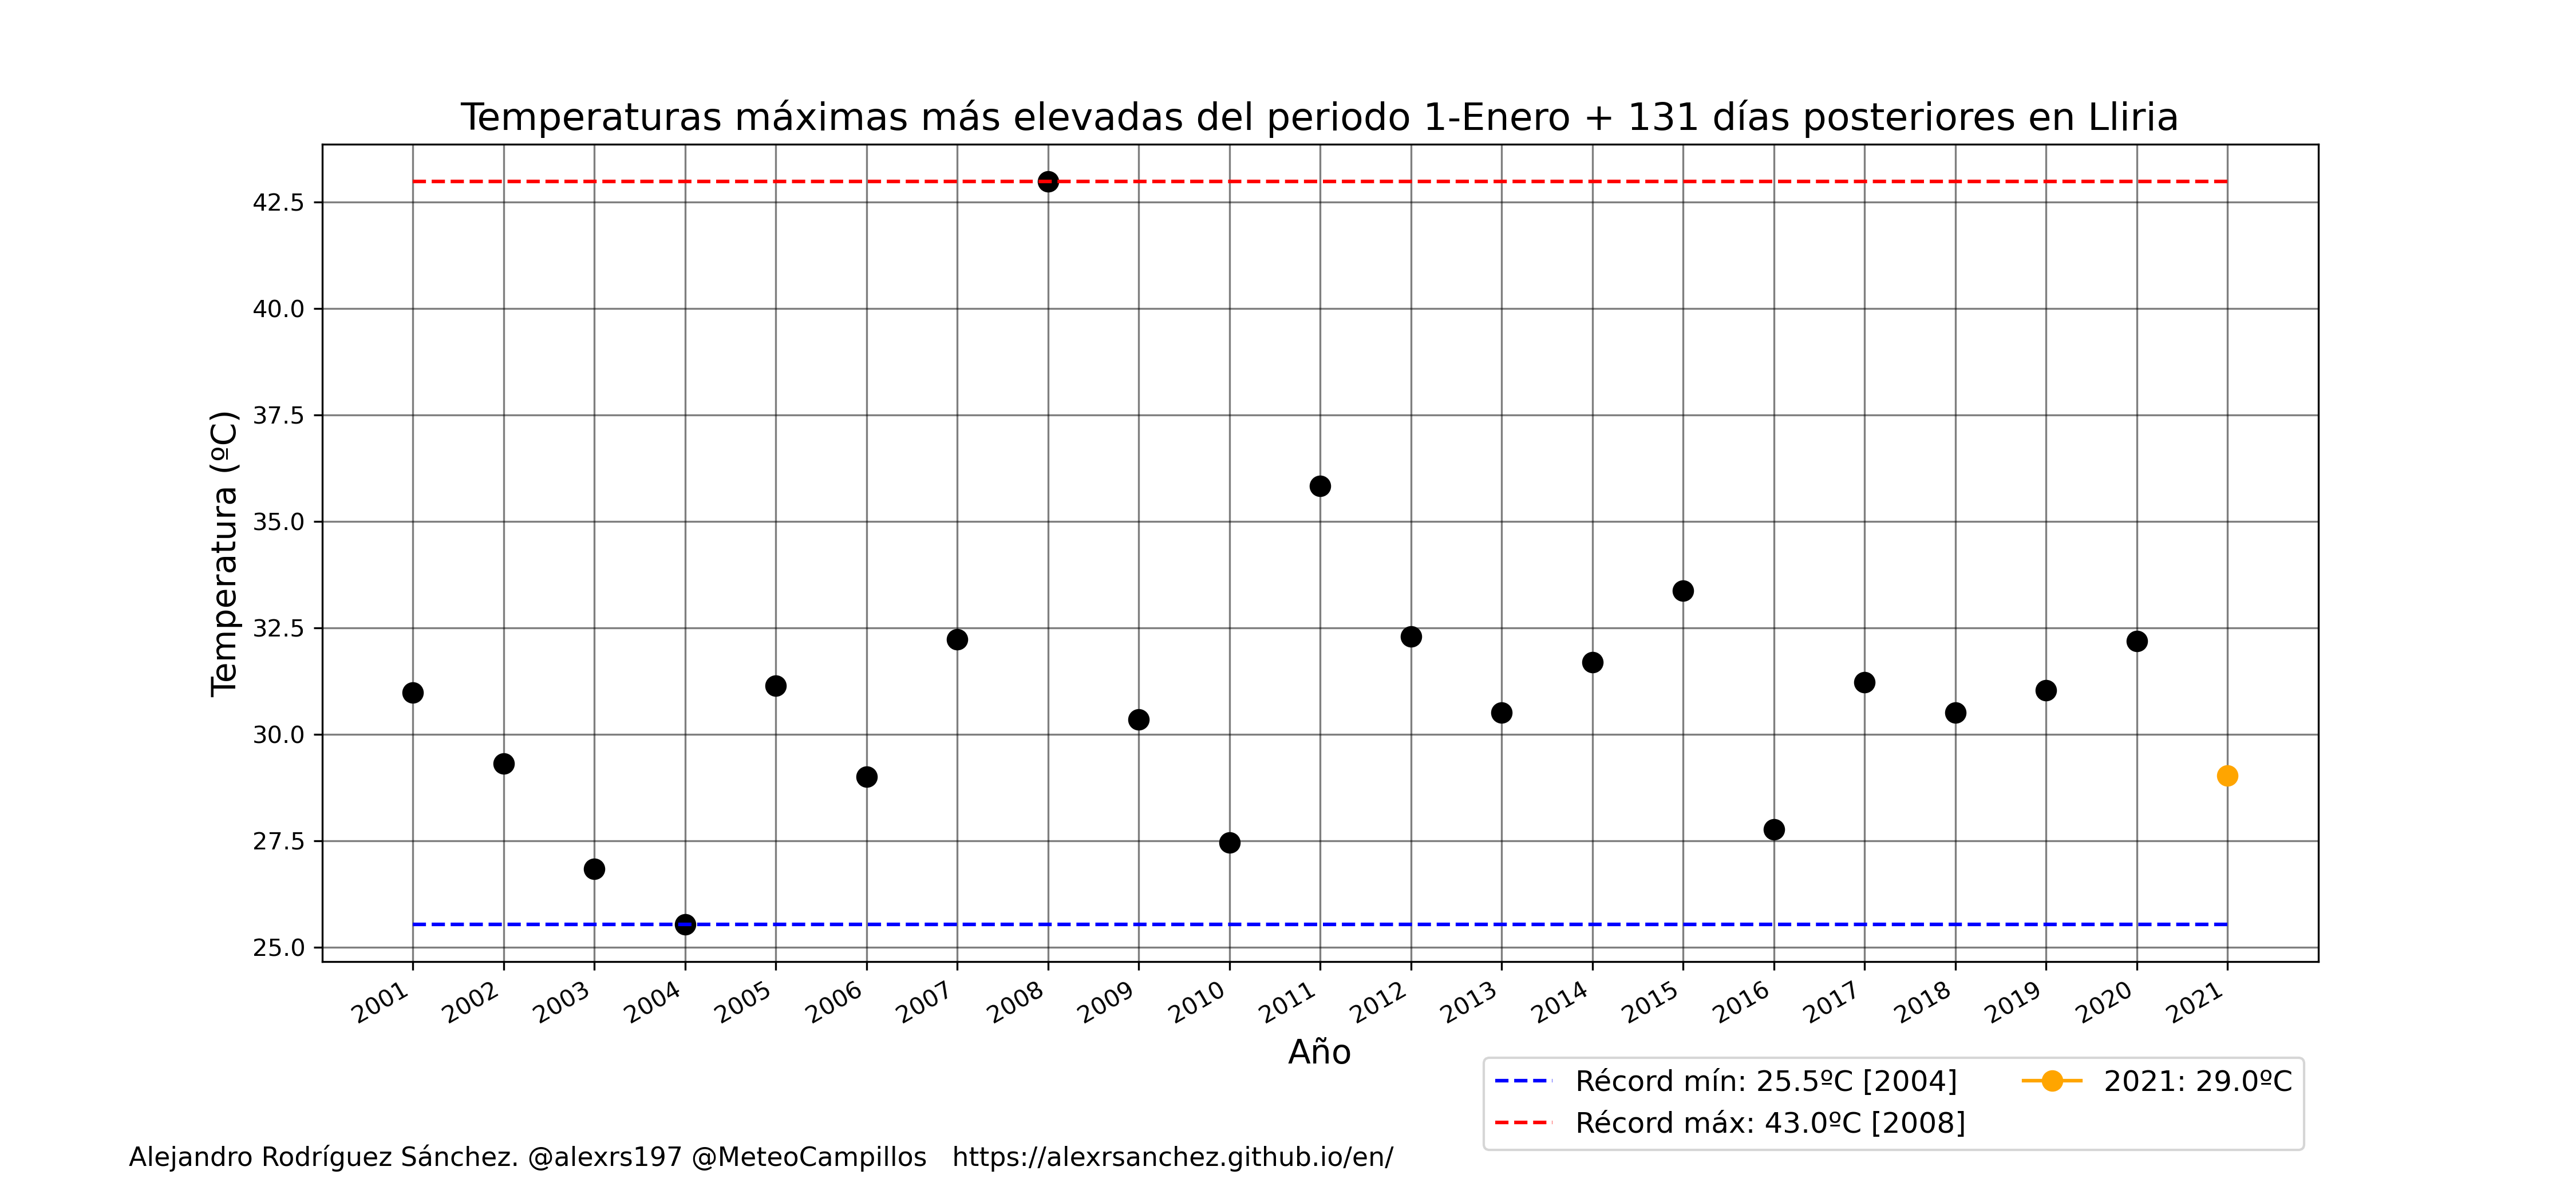 Temperaturas máximas más elevadas del periodo 1-Enero + 131 días posteriores en Lliria
Temperatura (ºC)
42.5
40.0
37.5
35.0
32.5
30.0
27.5
25.0
2001 2002 2003 2004 2005 2006 2007 2008 2009 2010 2011 2012 2013 2014 2015 2016 2017 2018 2019 2020 2021
Año
Récord mín: 25.5ºC [2004] 2021: 29.0ºC
Récord máx: 43.0ºC [2008]
Alejandro Rodríguez Sánchez. @alexrs197 @MeteoCampillos https://alexrsanchez.github.io/en/